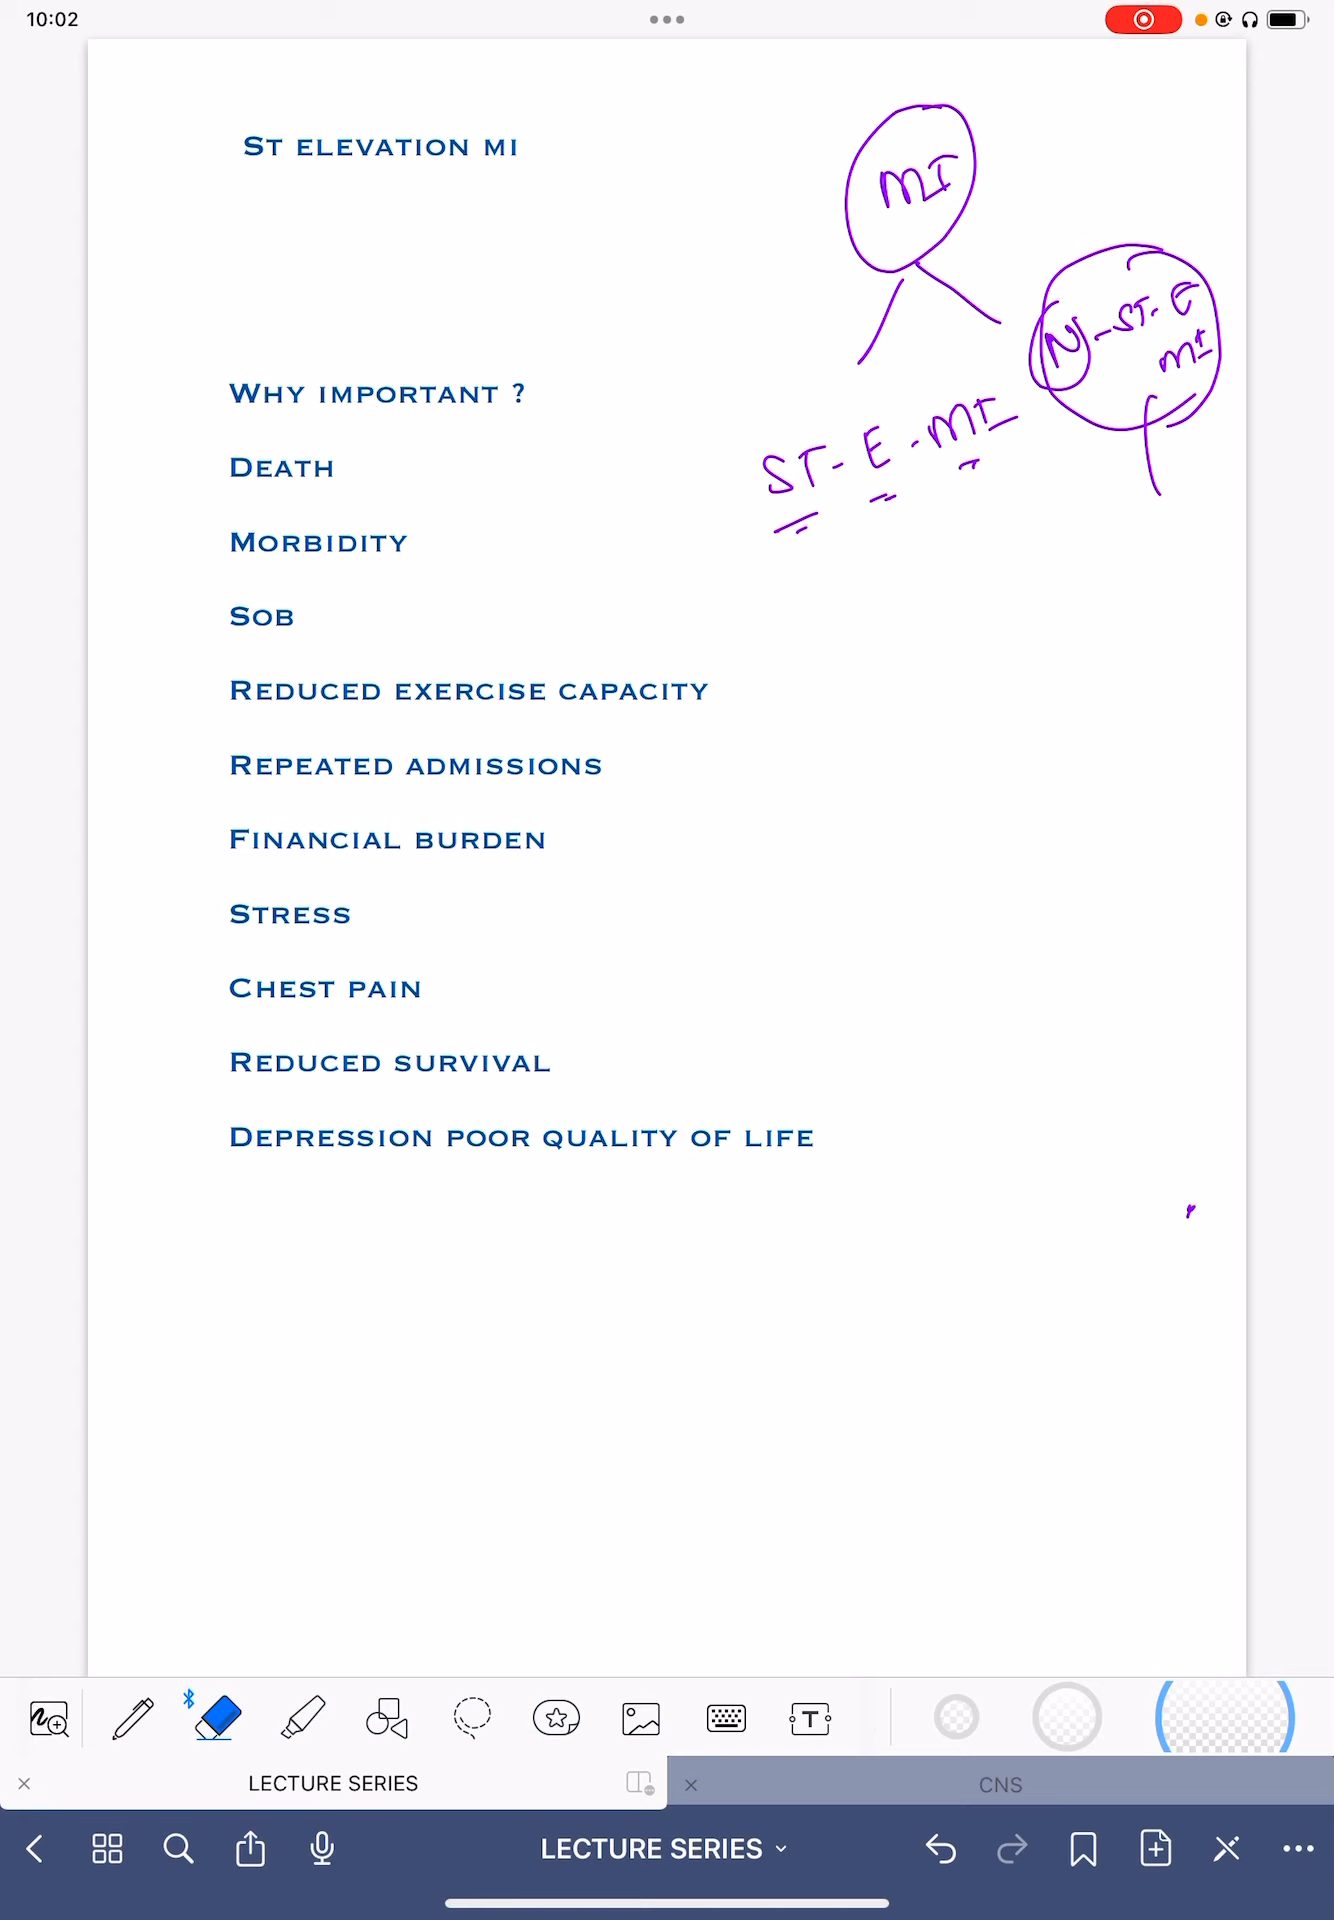 10:02
ST ELEVATION MI
MI
N-ST-E
MI
ST-E-MI
WHY IMPORTANT ?
DEATH
MORBIDITY
SOB
REDUCED EXERCISE CAPACITY
REPEATED ADMISSIONS
FINANCIAL BURDEN
STRESS
CHEST PAIN
REDUCED SURVIVAL
DEPRESSION POOR QUALITY OF LIFE
T
LECTURE SERIES
CNS
LECTURE SERIES